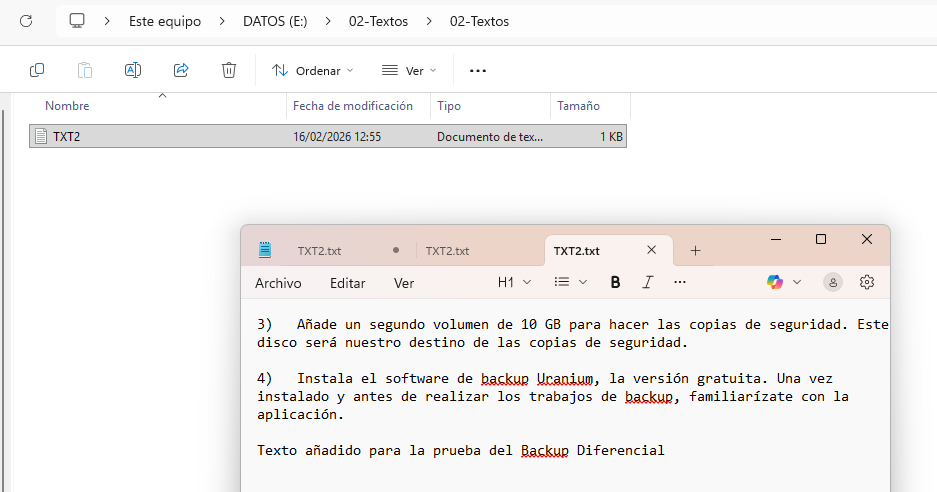 Este equipo > DATOS (E:) > 02-Textos > 02-Textos
Ordenar Ver
Nombre Fecha de modificación Tipo Tamaño
TXT2 16/02/2026 12:55 Documento de tex... 1 KB
TXT2.txt TXT2.txt TXT2.txt
Archivo Editar Ver H1 B I
3) Añade un segundo volumen de 10 GB para hacer las copias de seguridad. Este
disco será nuestro destino de las copias de seguridad.
4) Instala el software de backup Uranium, la versión gratuita. Una vez
instalado y antes de realizar los trabajos de backup, familiarízate con la
aplicación.
Texto añadido para la prueba del Backup Diferencial